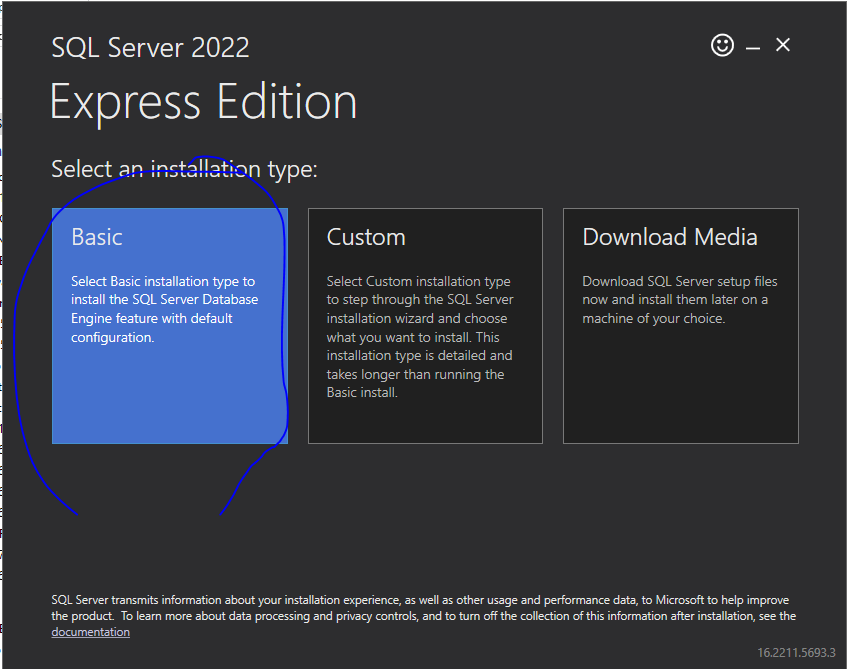 SQL Server 2022
Express Edition
Select an installation type:
Basic
Select Basic installation type to
install the SQL Server Database
Engine feature with default
configuration.
Custom
Select Custom installation type
to step through the SQL Server
installation wizard and choose
what you want to install. This
installation type is detailed and
takes longer than running the
Basic install.
Download Media
Download SQL Server setup files
now and install them later on a
machine of your choice.
SQL Server transmits information about your installation experience, as well as other usage and performance data, to Microsoft to help improve
the product.  To learn more about data processing and privacy controls, and to turn off the collection of this information after installation, see the
documentation
16.2211.5693.3